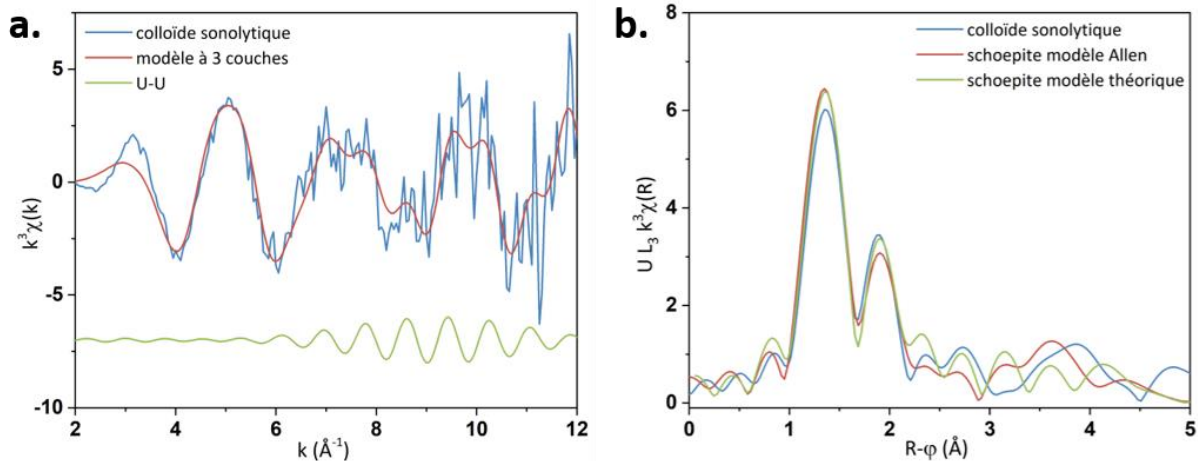 a.
colloïde sonolytique
modèle à 3 couches
U-U
5
0
-5
-10
k³χ(k)
2 4 6 8 10 12
k (Å⁻¹)
b.
colloïde sonolytique
schoepite modèle Allen
schoepite modèle théorique
8
6
4
2
0
U L₃ k³χ(R)
0 1 2 3 4 5
R-φ (Å)